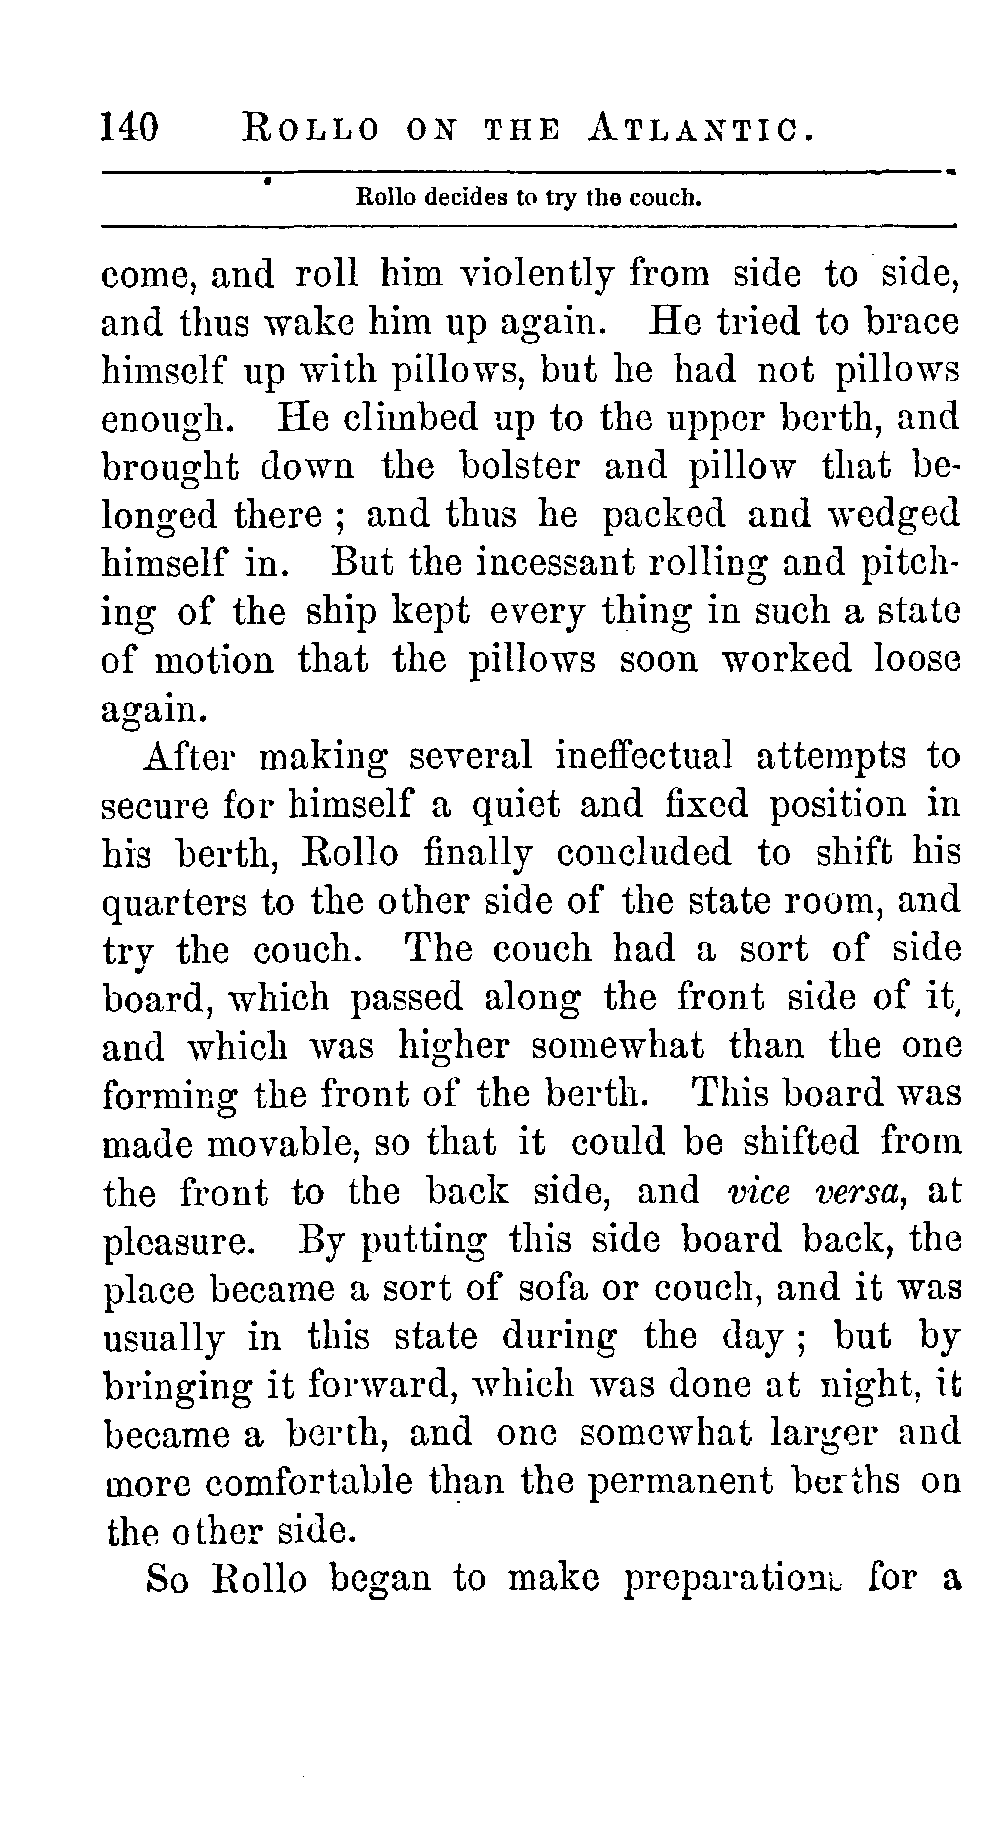 140 ROLLO ON THE ATLANTIC.
Rollo decides to try the couch.
come, and roll him violently from side to side,
and thus wake him up again. He tried to brace
himself up with pillows, but he had not pillows
enough. He climbed up to the upper berth, and
brought down the bolster and pillow that be-
longed there ; and thus he packed and wedged
himself in. But the incessant rolling and pitch-
ing of the ship kept every thing in such a state
of motion that the pillows soon worked loose
again.
After making several ineffectual attempts to
secure for himself a quiet and fixed position in
his berth, Rollo finally concluded to shift his
quarters to the other side of the state room, and
try the couch. The couch had a sort of side
board, which passed along the front side of it,
and which was higher somewhat than the one
forming the front of the berth. This board was
made movable, so that it could be shifted from
the front to the back side, and vice versa, at
pleasure. By putting this side board back, the
place became a sort of sofa or couch, and it was
usually in this state during the day ; but by
bringing it forward, which was done at night, it
became a berth, and one somewhat larger and
more comfortable than the permanent berths on
the other side.
So Rollo began to make preparations for a